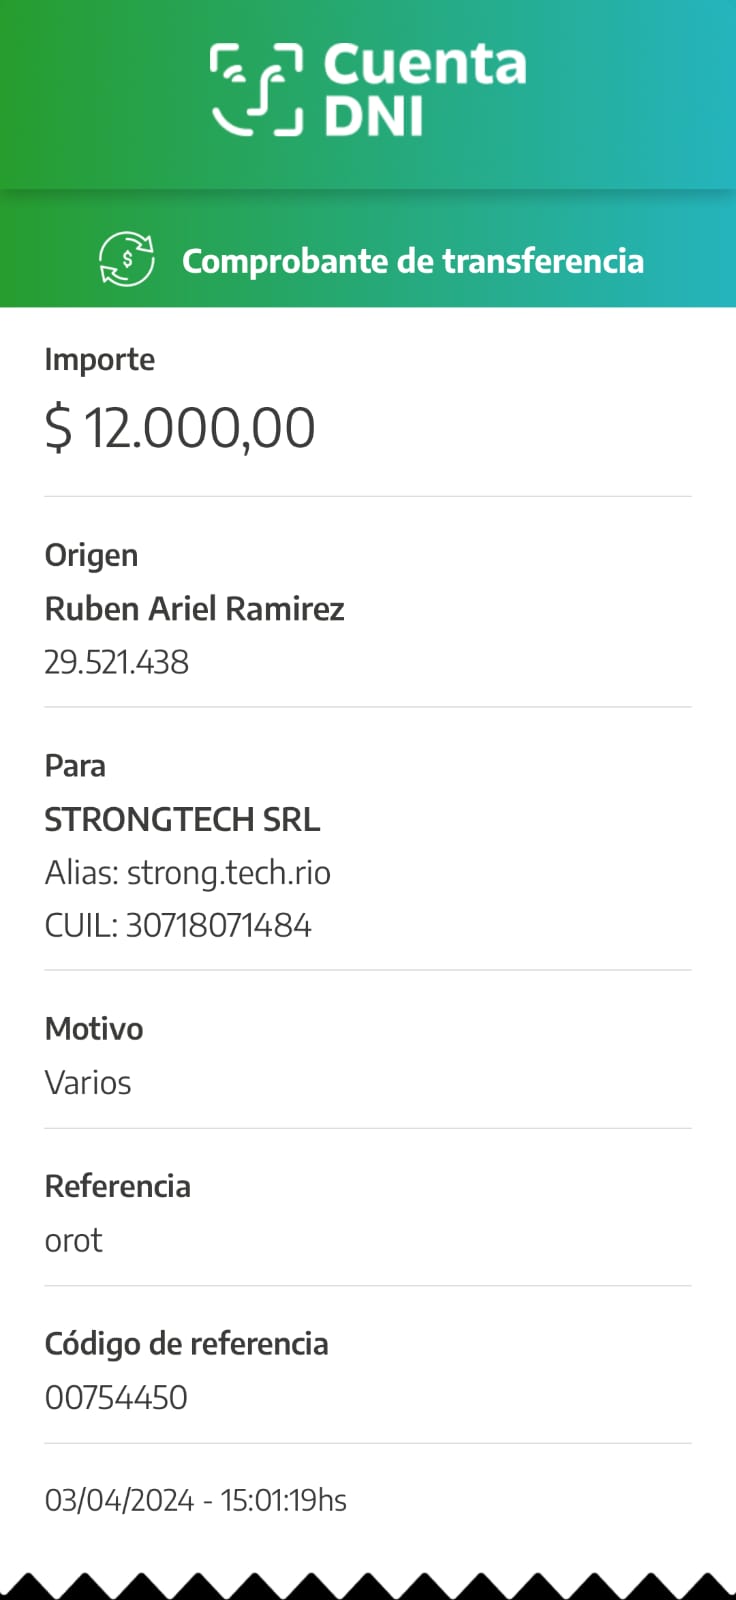 Cuenta
DNI
Comprobante de transferencia
Importe
$ 12.000,00
Origen
Ruben Ariel Ramirez
29.521.438
Para
STRONGTECH SRL
Alias: strong.tech.rio
CUIL: 30718071484
Motivo
Varios
Referencia
orot
Código de referencia
00754450
03/04/2024 - 15:01:19hs